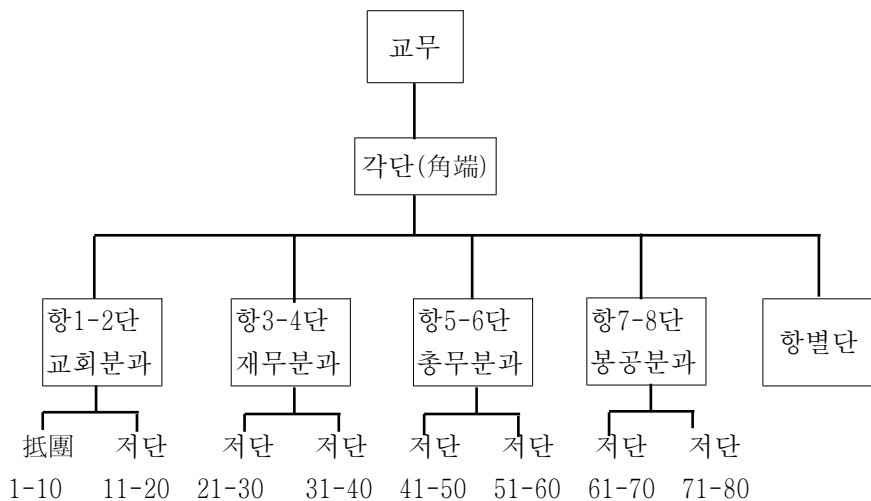 교무
각단(角端)
항1-2단
교회분과
항3-4단
재무분과
항5-6단
총무분과
항7-8단
봉공분과
항별단
抵團 저단 저단 저단 저단 저단 저단 저단
1-10 11-20 21-30 31-40 41-50 51-60 61-70 71-80